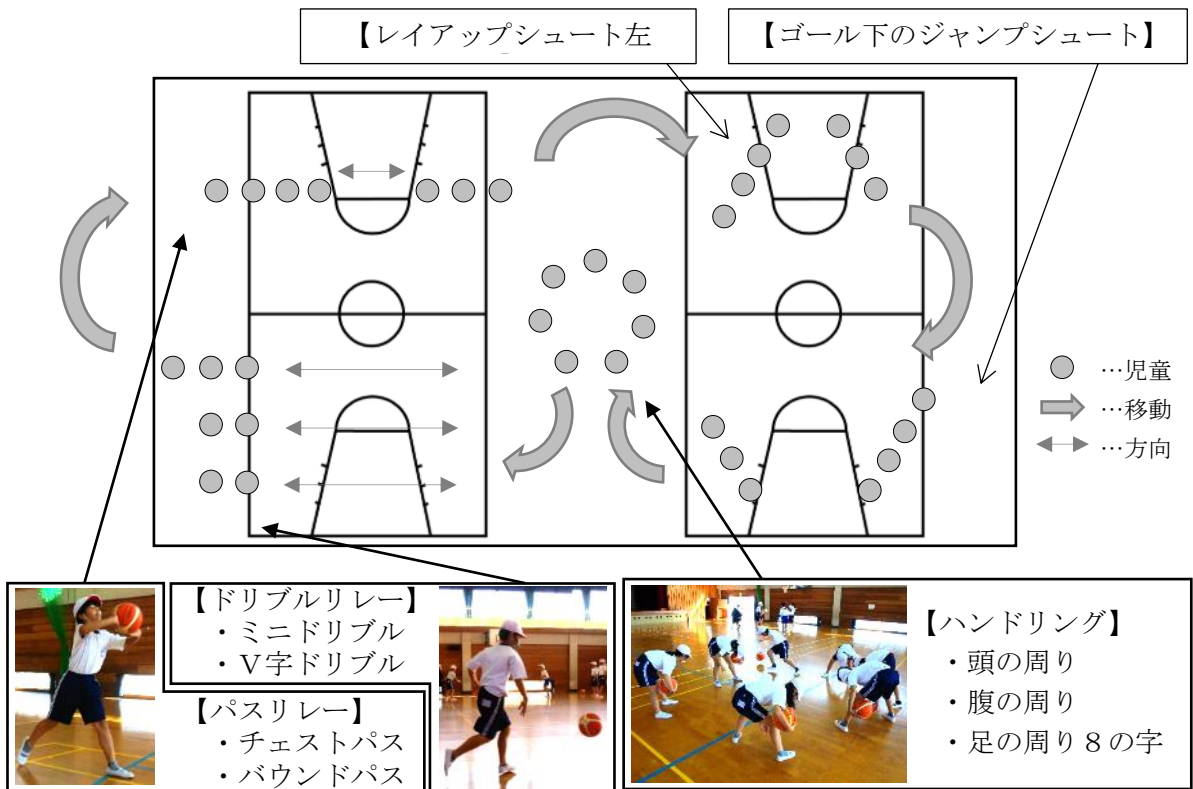 【レイアップシュート左
【ゴール下のジャンプシュート】
…児童
…移動
…方向
【ドリブルリレー】
・ミニドリブル
・Ｖ字ドリブル
【パスリレー】
・チェストパス
・バウンドパス
【ハンドリング】
・頭の周り
・腹の周り
・足の周り８の字